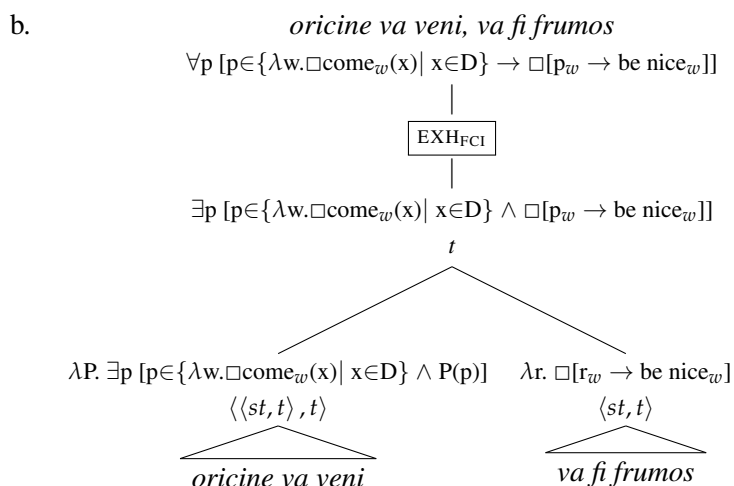 b.
oricine va veni, va fi frumos
∀p [p∈{λw.□come_w(x)| x∈D} → □[p_w → be nice_w]]
EXH_FCI
∃p [p∈{λw.□come_w(x)| x∈D} ∧ □[p_w → be nice_w]]
t
λP. ∃p [p∈{λw.□come_w(x)| x∈D} ∧ P(p)] λr. □[r_w → be nice_w]
⟨⟨st, t⟩ , t⟩ ⟨st, t⟩
oricine va veni va fi frumos